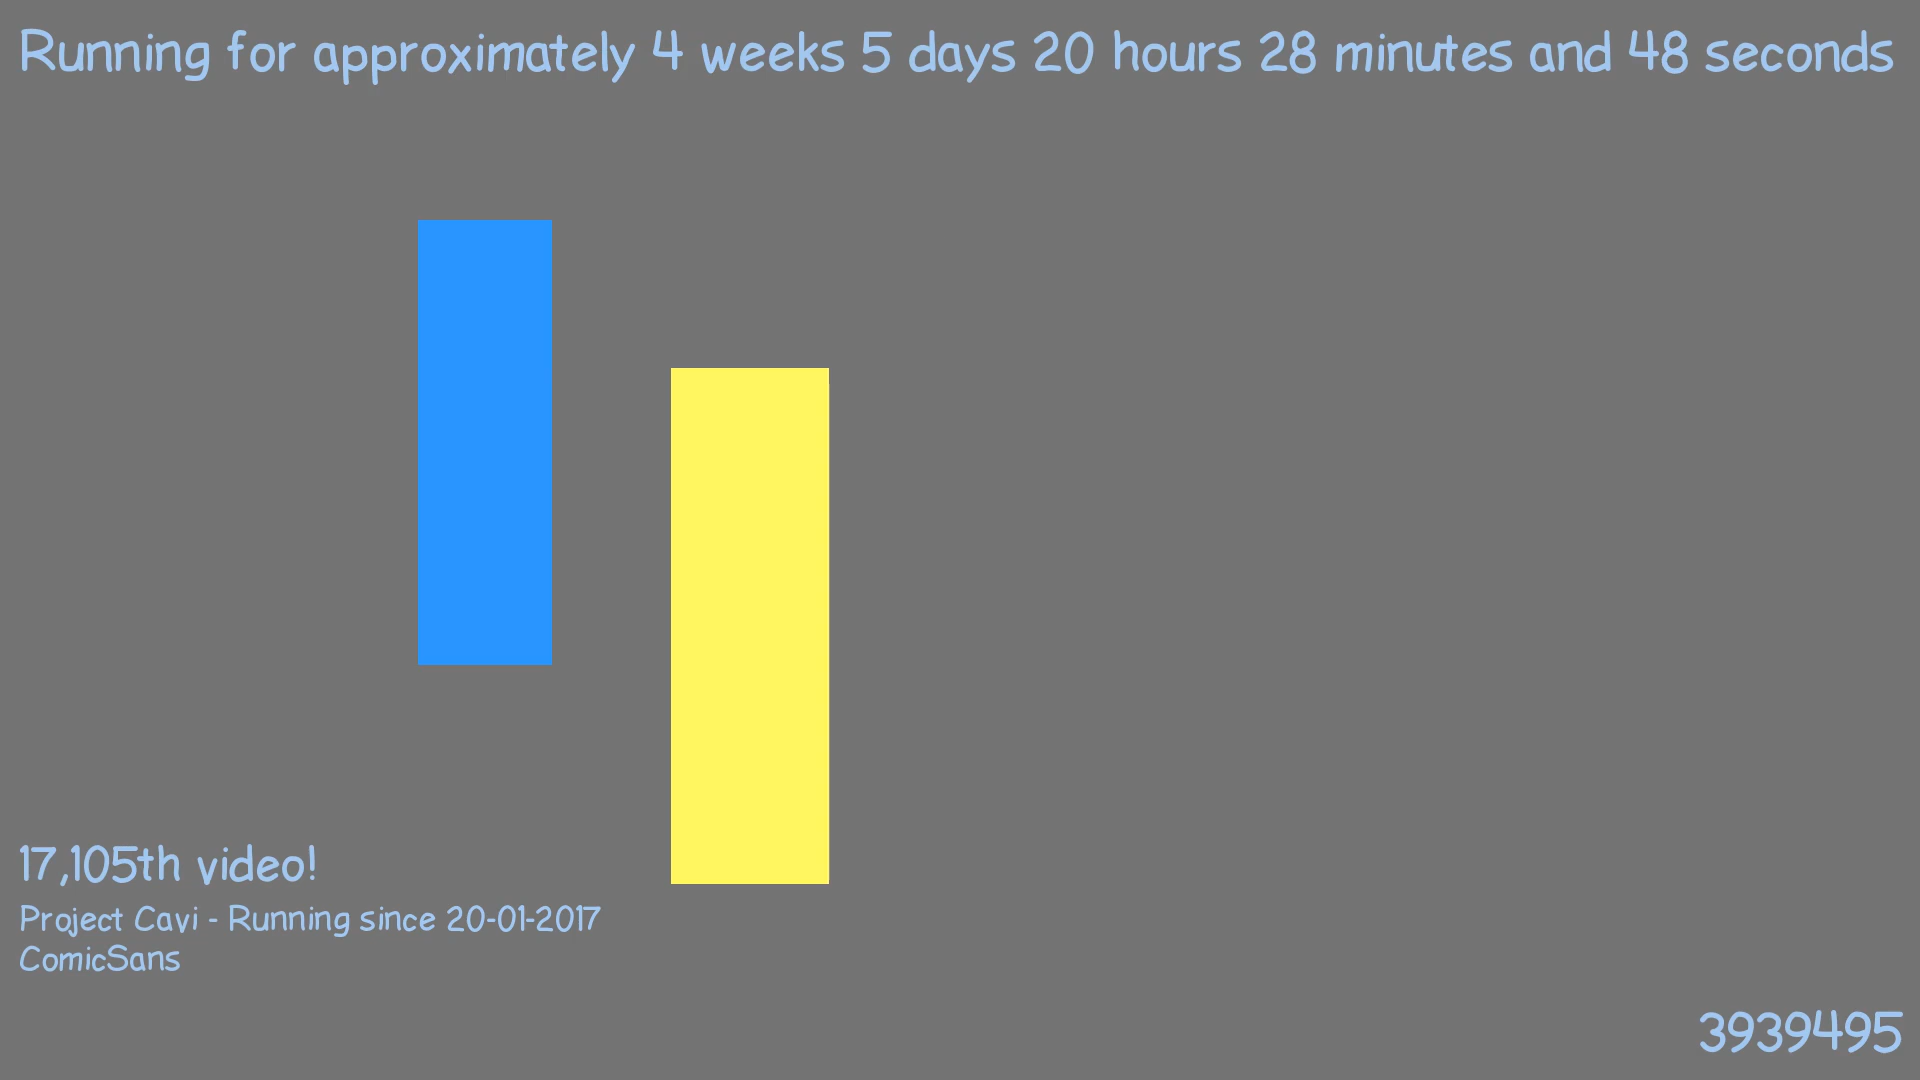 Running for approximately 4 weeks 5 days 20 hours 28 minutes and 48 seconds
17,105th video!
Project Cavi - Running since 20-01-2017
ComicSans
3939495